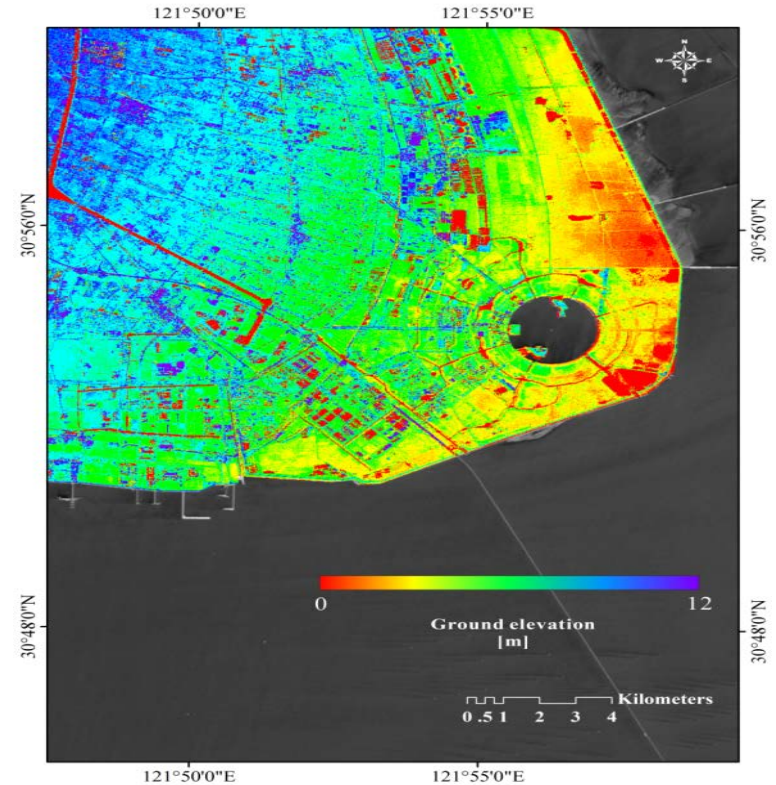 121°50'0"E 121°55'0"E
N
W E
S
30°56'0"N 30°56'0"N
0 12
Ground elevation
[m]
30°48'0"N 30°48'0"N
Kilometers
0 .5 1 2 3 4
121°50'0"E 121°55'0"E